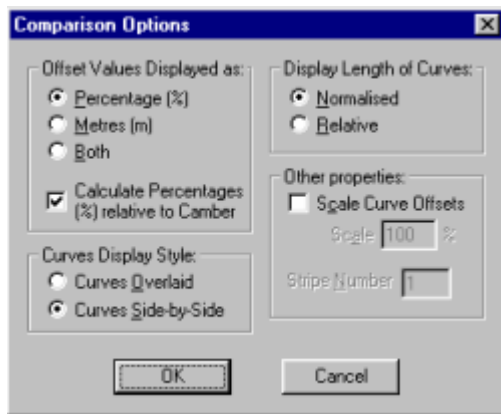 Comparison Options
Offset Values Displayed as:
Percentage (%)
Metres (m)
Both
Calculate Percentages
(%) relative to Camber
Curves Display Style:
Curves Overlaid
Curves Side-by-Side
Display Length of Curves:
Normalised
Relative
Other properties:
Scale Curve Offsets
Scale 100 %
Stripe Number 1
OK
Cancel